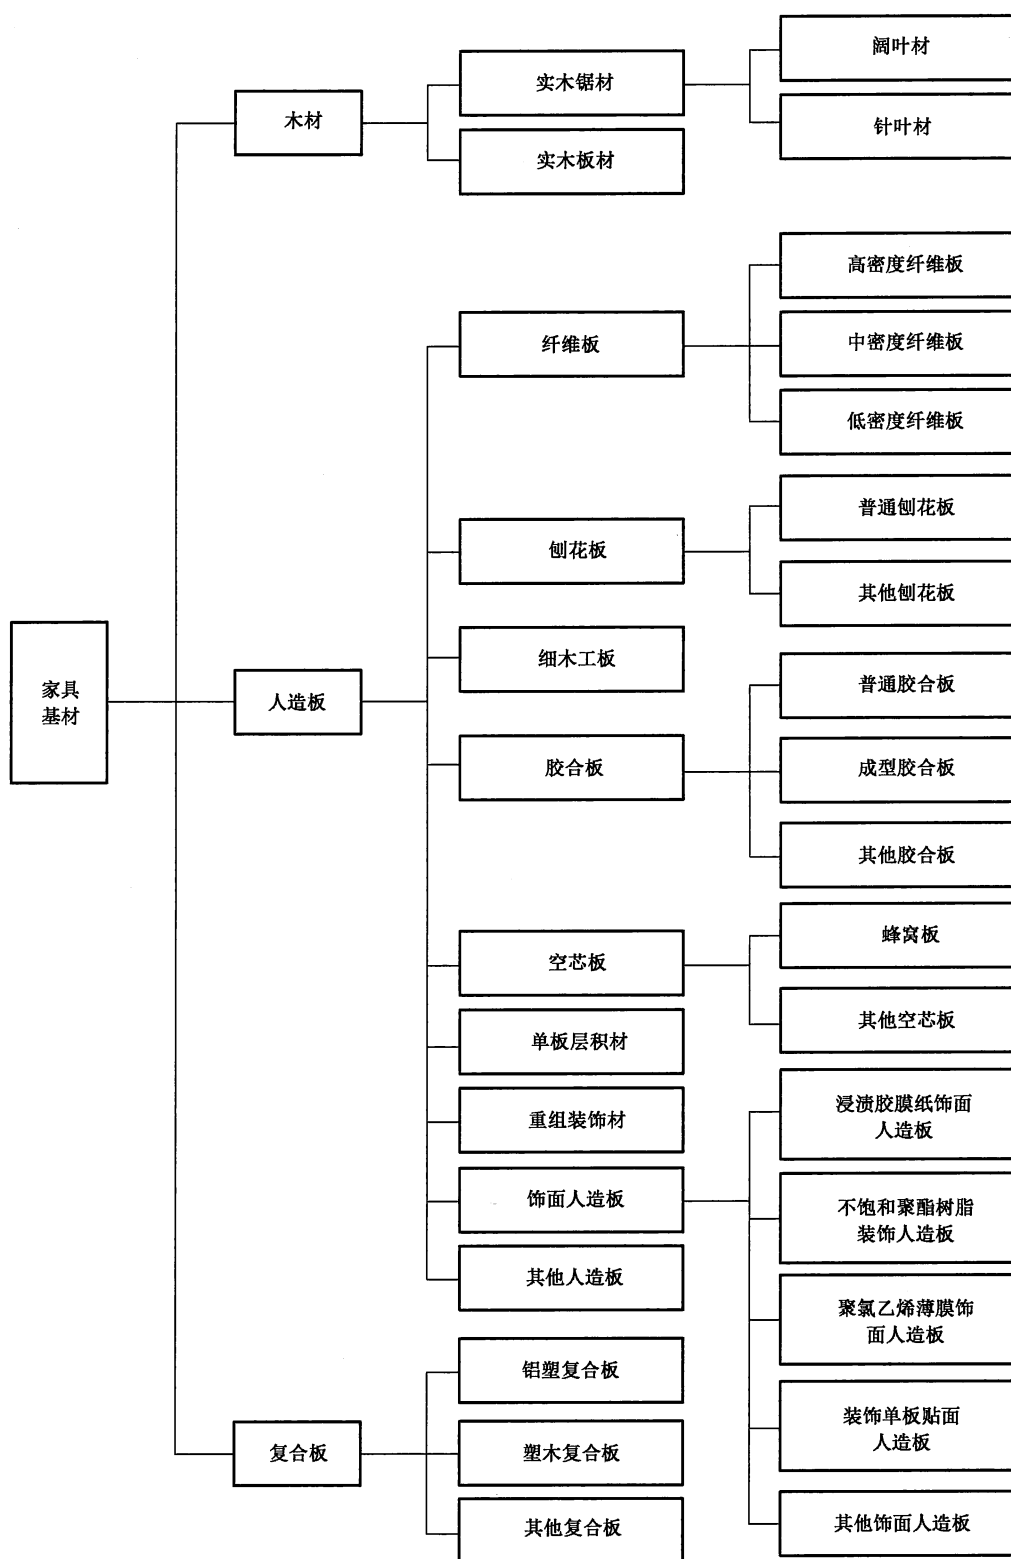 家具
基材
木材
实木锯材
阔叶材
针叶材
实木板材
人造板
纤维板
高密度纤维板
中密度纤维板
低密度纤维板
刨花板
普通刨花板
其他刨花板
细木工板
胶合板
普通胶合板
成型胶合板
其他胶合板
空芯板
蜂窝板
其他空芯板
单板层积材
重组装饰材
饰面人造板
浸渍胶膜纸饰面
人造板
不饱和聚酯树脂
装饰人造板
聚氯乙烯薄膜饰
面人造板
装饰单板贴面
人造板
其他饰面人造板
其他人造板
复合板
铝塑复合板
塑木复合板
其他复合板